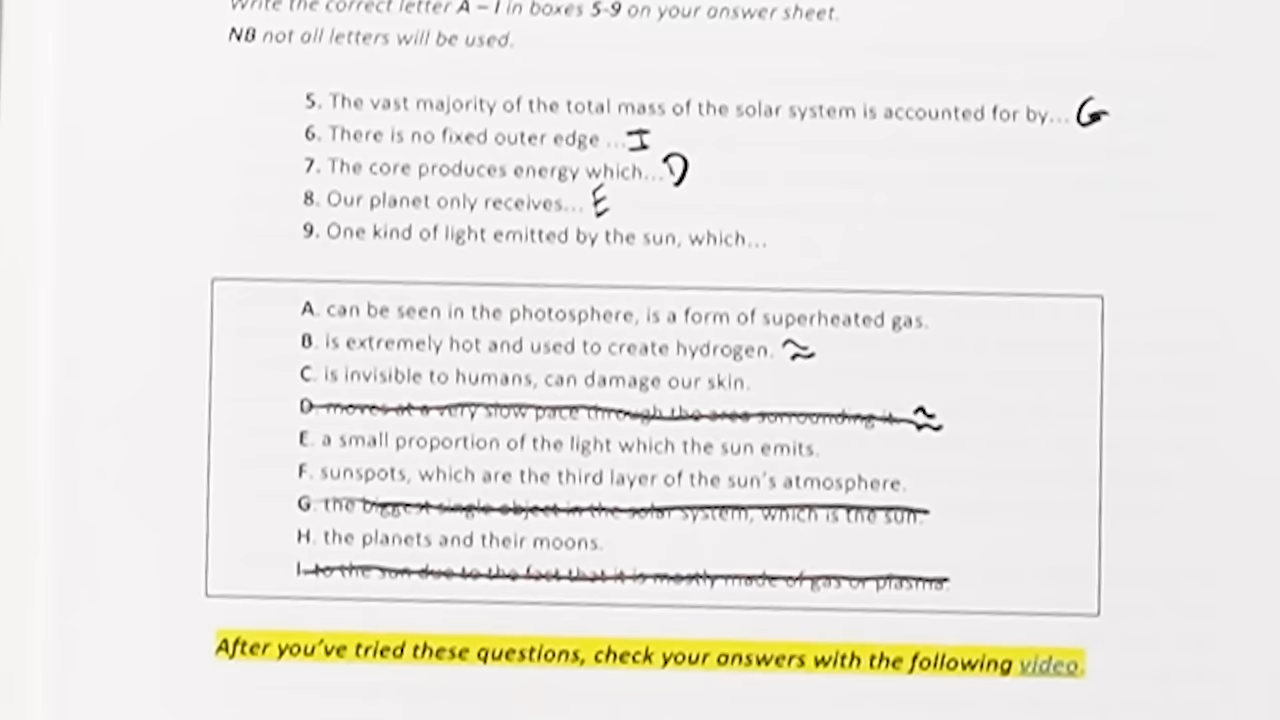 Write the correct letter A – I in boxes 5-9 on your answer sheet.
NB not all letters will be used.
5. The vast majority of the total mass of the solar system is accounted for by... G
6. There is no fixed outer edge ... I
7. The core produces energy which... D
8. Our planet only receives... E
9. One kind of light emitted by the sun, which...
A. can be seen in the photosphere, is a form of superheated gas.
B. is extremely hot and used to create hydrogen. ≈
C. is invisible to humans, can damage our skin.
D. moves at a very slow pace through the area surrounding it. ≈
E. a small proportion of the light which the sun emits.
F. sunspots, which are the third layer of the sun's atmosphere.
G. the biggest single object in the solar system, which is the sun.
H. the planets and their moons.
I. to the sun due to the fact that it is mostly made of gas or plasma.
After you've tried these questions, check your answers with the following video.